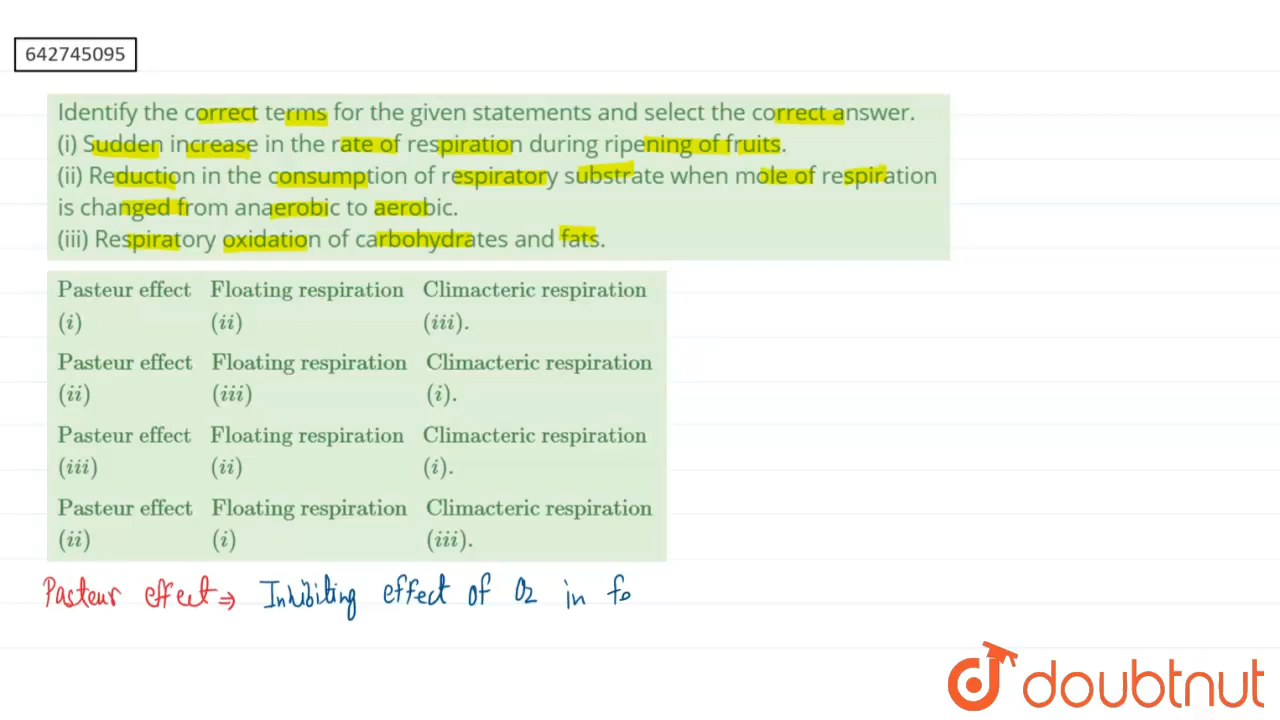 642745095
Identify the correct terms for the given statements and select the correct answer.
(i) Sudden increase in the rate of respiration during ripening of fruits.
(ii) Reduction in the consumption of respiratory substrate when mole of respiration
is changed from anaerobic to aerobic.
(iii) Respiratory oxidation of carbohydrates and fats.
Pasteur effect Floating respiration Climacteric respiration
(i) (ii) (iii).
Pasteur effect Floating respiration Climacteric respiration
(ii) (iii) (i).
Pasteur effect Floating respiration Climacteric respiration
(iii) (ii) (i).
Pasteur effect Floating respiration Climacteric respiration
(ii) (i) (iii).
Pasteur effect ⇒ Inhibiting effect of O2 in fe
doubtnut